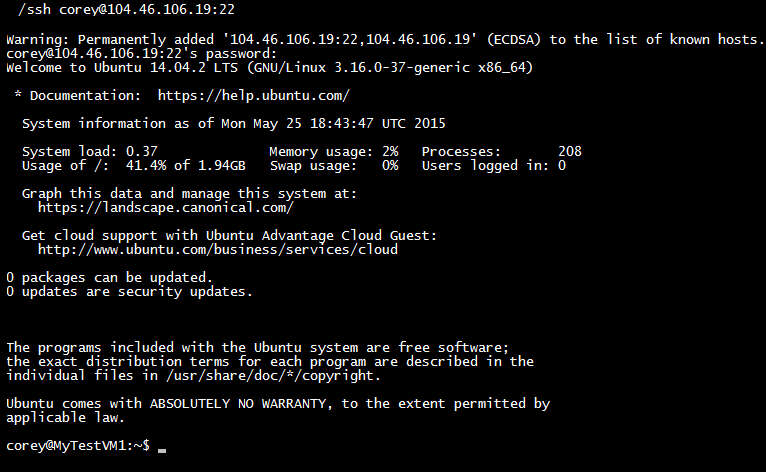 /ssh corey@104.46.106.19:22
Warning: Permanently added '104.46.106.19:22,104.46.106.19' (ECDSA) to the list of known hosts.
corey@104.46.106.19:22's password:
Welcome to Ubuntu 14.04.2 LTS (GNU/Linux 3.16.0-37-generic x86_64)
* Documentation:  https://help.ubuntu.com/
System information as of Mon May 25 18:43:47 UTC 2015
System load: 0.37              Memory usage: 2%   Processes:       208
Usage of /:  41.4% of 1.94GB   Swap usage:   0%   Users logged in: 0
Graph this data and manage this system at:
https://landscape.canonical.com/
Get cloud support with Ubuntu Advantage Cloud Guest:
http://www.ubuntu.com/business/services/cloud
0 packages can be updated.
0 updates are security updates.
The programs included with the Ubuntu system are free software;
the exact distribution terms for each program are described in the
individual files in /usr/share/doc/*/copyright.
Ubuntu comes with ABSOLUTELY NO WARRANTY, to the extent permitted by
applicable law.
corey@MyTestVM1:~$ _